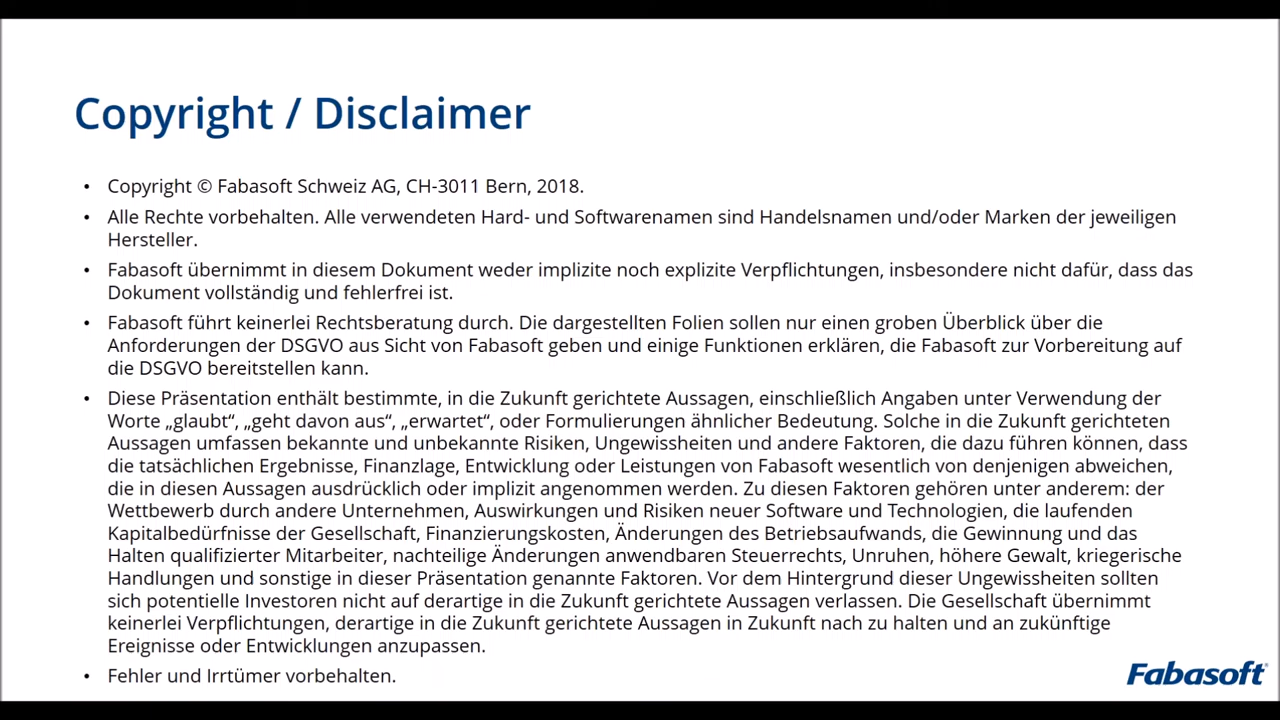 Copyright / Disclaimer
• Copyright © Fabasoft Schweiz AG, CH-3011 Bern, 2018.
• Alle Rechte vorbehalten. Alle verwendeten Hard- und Softwarenamen sind Handelsnamen und/oder Marken der jeweiligen
Hersteller.
• Fabasoft übernimmt in diesem Dokument weder implizite noch explizite Verpflichtungen, insbesondere nicht dafür, dass das
Dokument vollständig und fehlerfrei ist.
• Fabasoft führt keinerlei Rechtsberatung durch. Die dargestellten Folien sollen nur einen groben Überblick über die
Anforderungen der DSGVO aus Sicht von Fabasoft geben und einige Funktionen erklären, die Fabasoft zur Vorbereitung auf
die DSGVO bereitstellen kann.
• Diese Präsentation enthält bestimmte, in die Zukunft gerichtete Aussagen, einschließlich Angaben unter Verwendung der
Worte „glaubt“, „geht davon aus“, „erwartet“, oder Formulierungen ähnlicher Bedeutung. Solche in die Zukunft gerichteten
Aussagen umfassen bekannte und unbekannte Risiken, Ungewissheiten und andere Faktoren, die dazu führen können, dass
die tatsächlichen Ergebnisse, Finanzlage, Entwicklung oder Leistungen von Fabasoft wesentlich von denjenigen abweichen,
die in diesen Aussagen ausdrücklich oder implizit angenommen werden. Zu diesen Faktoren gehören unter anderem: der
Wettbewerb durch andere Unternehmen, Auswirkungen und Risiken neuer Software und Technologien, die laufenden
Kapitalbedürfnisse der Gesellschaft, Finanzierungskosten, Änderungen des Betriebsaufwands, die Gewinnung und das
Halten qualifizierter Mitarbeiter, nachteilige Änderungen anwendbaren Steuerrechts, Unruhen, höhere Gewalt, kriegerische
Handlungen und sonstige in dieser Präsentation genannte Faktoren. Vor dem Hintergrund dieser Ungewissheiten sollten
sich potentielle Investoren nicht auf derartige in die Zukunft gerichtete Aussagen verlassen. Die Gesellschaft übernimmt
keinerlei Verpflichtungen, derartige in die Zukunft gerichtete Aussagen in Zukunft nach zu halten und an zukünftige
Ereignisse oder Entwicklungen anzupassen.
• Fehler und Irrtümer vorbehalten.
Fabasoft®